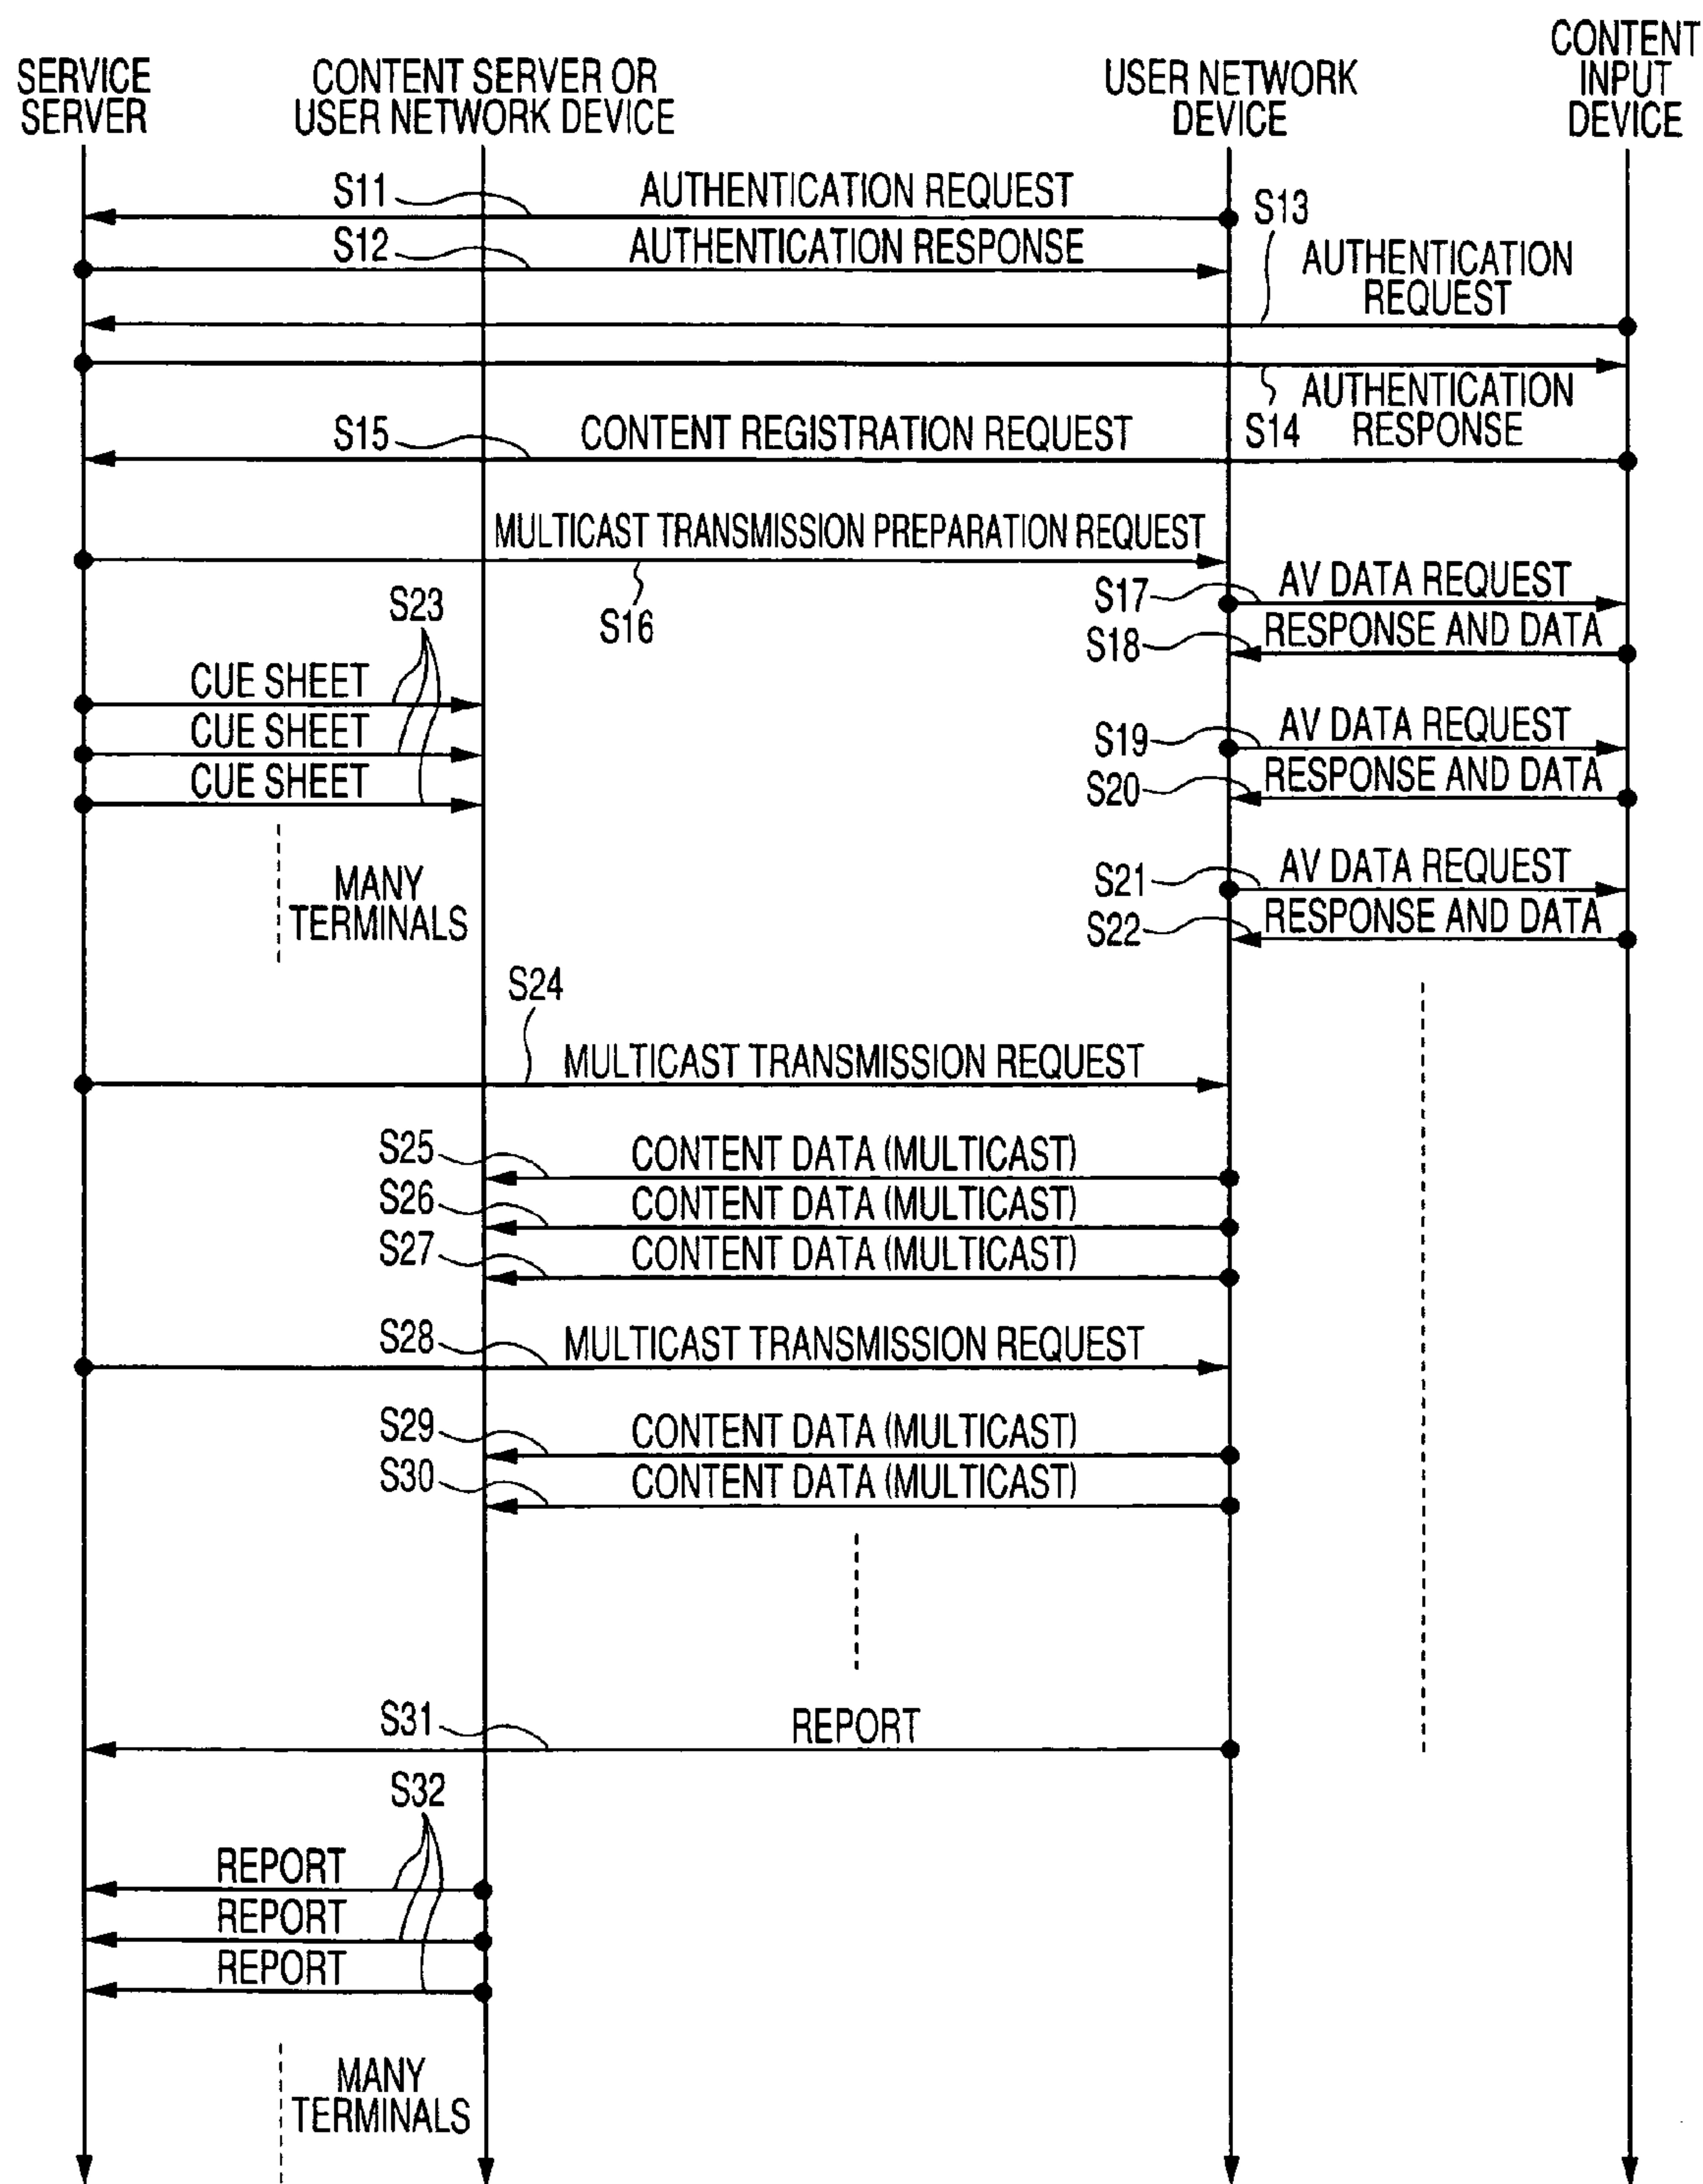 SERVICE
SERVER
CONTENT SERVER OR
USER NETWORK DEVICE
USER NETWORK
DEVICE
CONTENT
INPUT
DEVICE
S11
AUTHENTICATION REQUEST
S12
AUTHENTICATION RESPONSE
S13
AUTHENTICATION
REQUEST
S14
AUTHENTICATION
RESPONSE
S15
CONTENT REGISTRATION REQUEST
MULTICAST TRANSMISSION PREPARATION REQUEST
S16
S17
AV DATA REQUEST
S18
RESPONSE AND DATA
S23
CUE SHEET
CUE SHEET
CUE SHEET
S19
AV DATA REQUEST
S20
RESPONSE AND DATA
MANY
TERMINALS
S21
AV DATA REQUEST
S22
RESPONSE AND DATA
S24
MULTICAST TRANSMISSION REQUEST
S25
CONTENT DATA (MULTICAST)
S26
CONTENT DATA (MULTICAST)
S27
CONTENT DATA (MULTICAST)
S28
MULTICAST TRANSMISSION REQUEST
S29
CONTENT DATA (MULTICAST)
S30
CONTENT DATA (MULTICAST)
S31
REPORT
S32
REPORT
REPORT
REPORT
MANY
TERMINALS